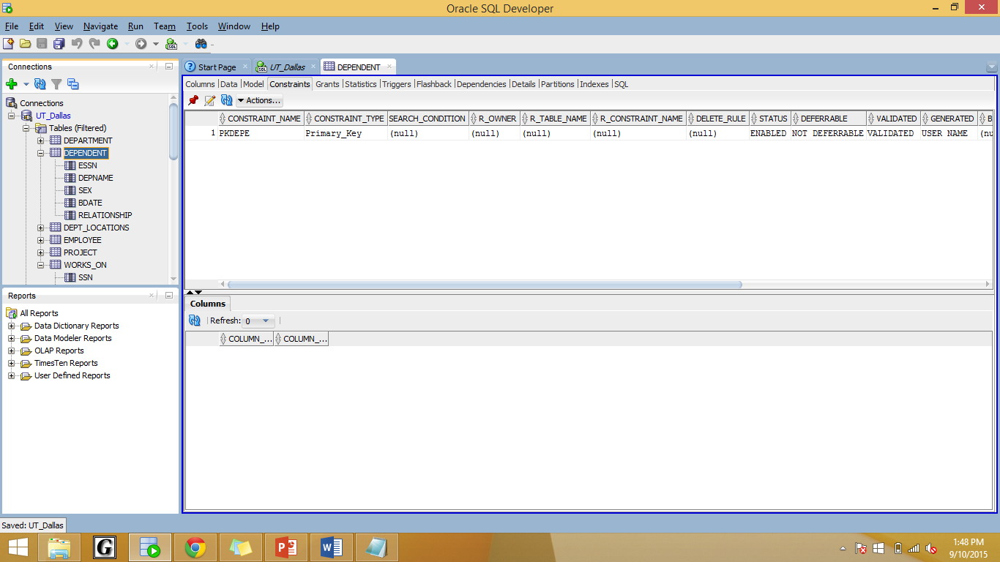 Oracle SQL Developer
File Edit View Navigate Run Team Tools Window Help
Connections
Connections
UT_Dallas
Tables (Filtered)
DEPARTMENT
DEPENDENT
ESSN
DEPNAME
SEX
BDATE
RELATIONSHIP
DEPT_LOCATIONS
EMPLOYEE
PROJECT
WORKS_ON
SSN
Reports
All Reports
Data Dictionary Reports
Data Modeler Reports
OLAP Reports
TimesTen Reports
User Defined Reports
Start Page UT_Dallas DEPENDENT
Columns Data Model Constraints Grants Statistics Triggers Flashback Dependencies Details Partitions Indexes SQL
Actions...
CONSTRAINT_NAME CONSTRAINT_TYPE SEARCH_CONDITION R_OWNER R_TABLE_NAME R_CONSTRAINT_NAME DELETE_RULE STATUS DEFERRABLE VALIDATED GENERATED B
1 PKDEPE Primary_Key (null) (null) (null) (null) (null) ENABLED NOT DEFERRABLE VALIDATED USER NAME (nu
Columns
Refresh: 0
COLUMN_... COLUMN_...
Saved: UT_Dallas
1:48 PM
9/10/2015